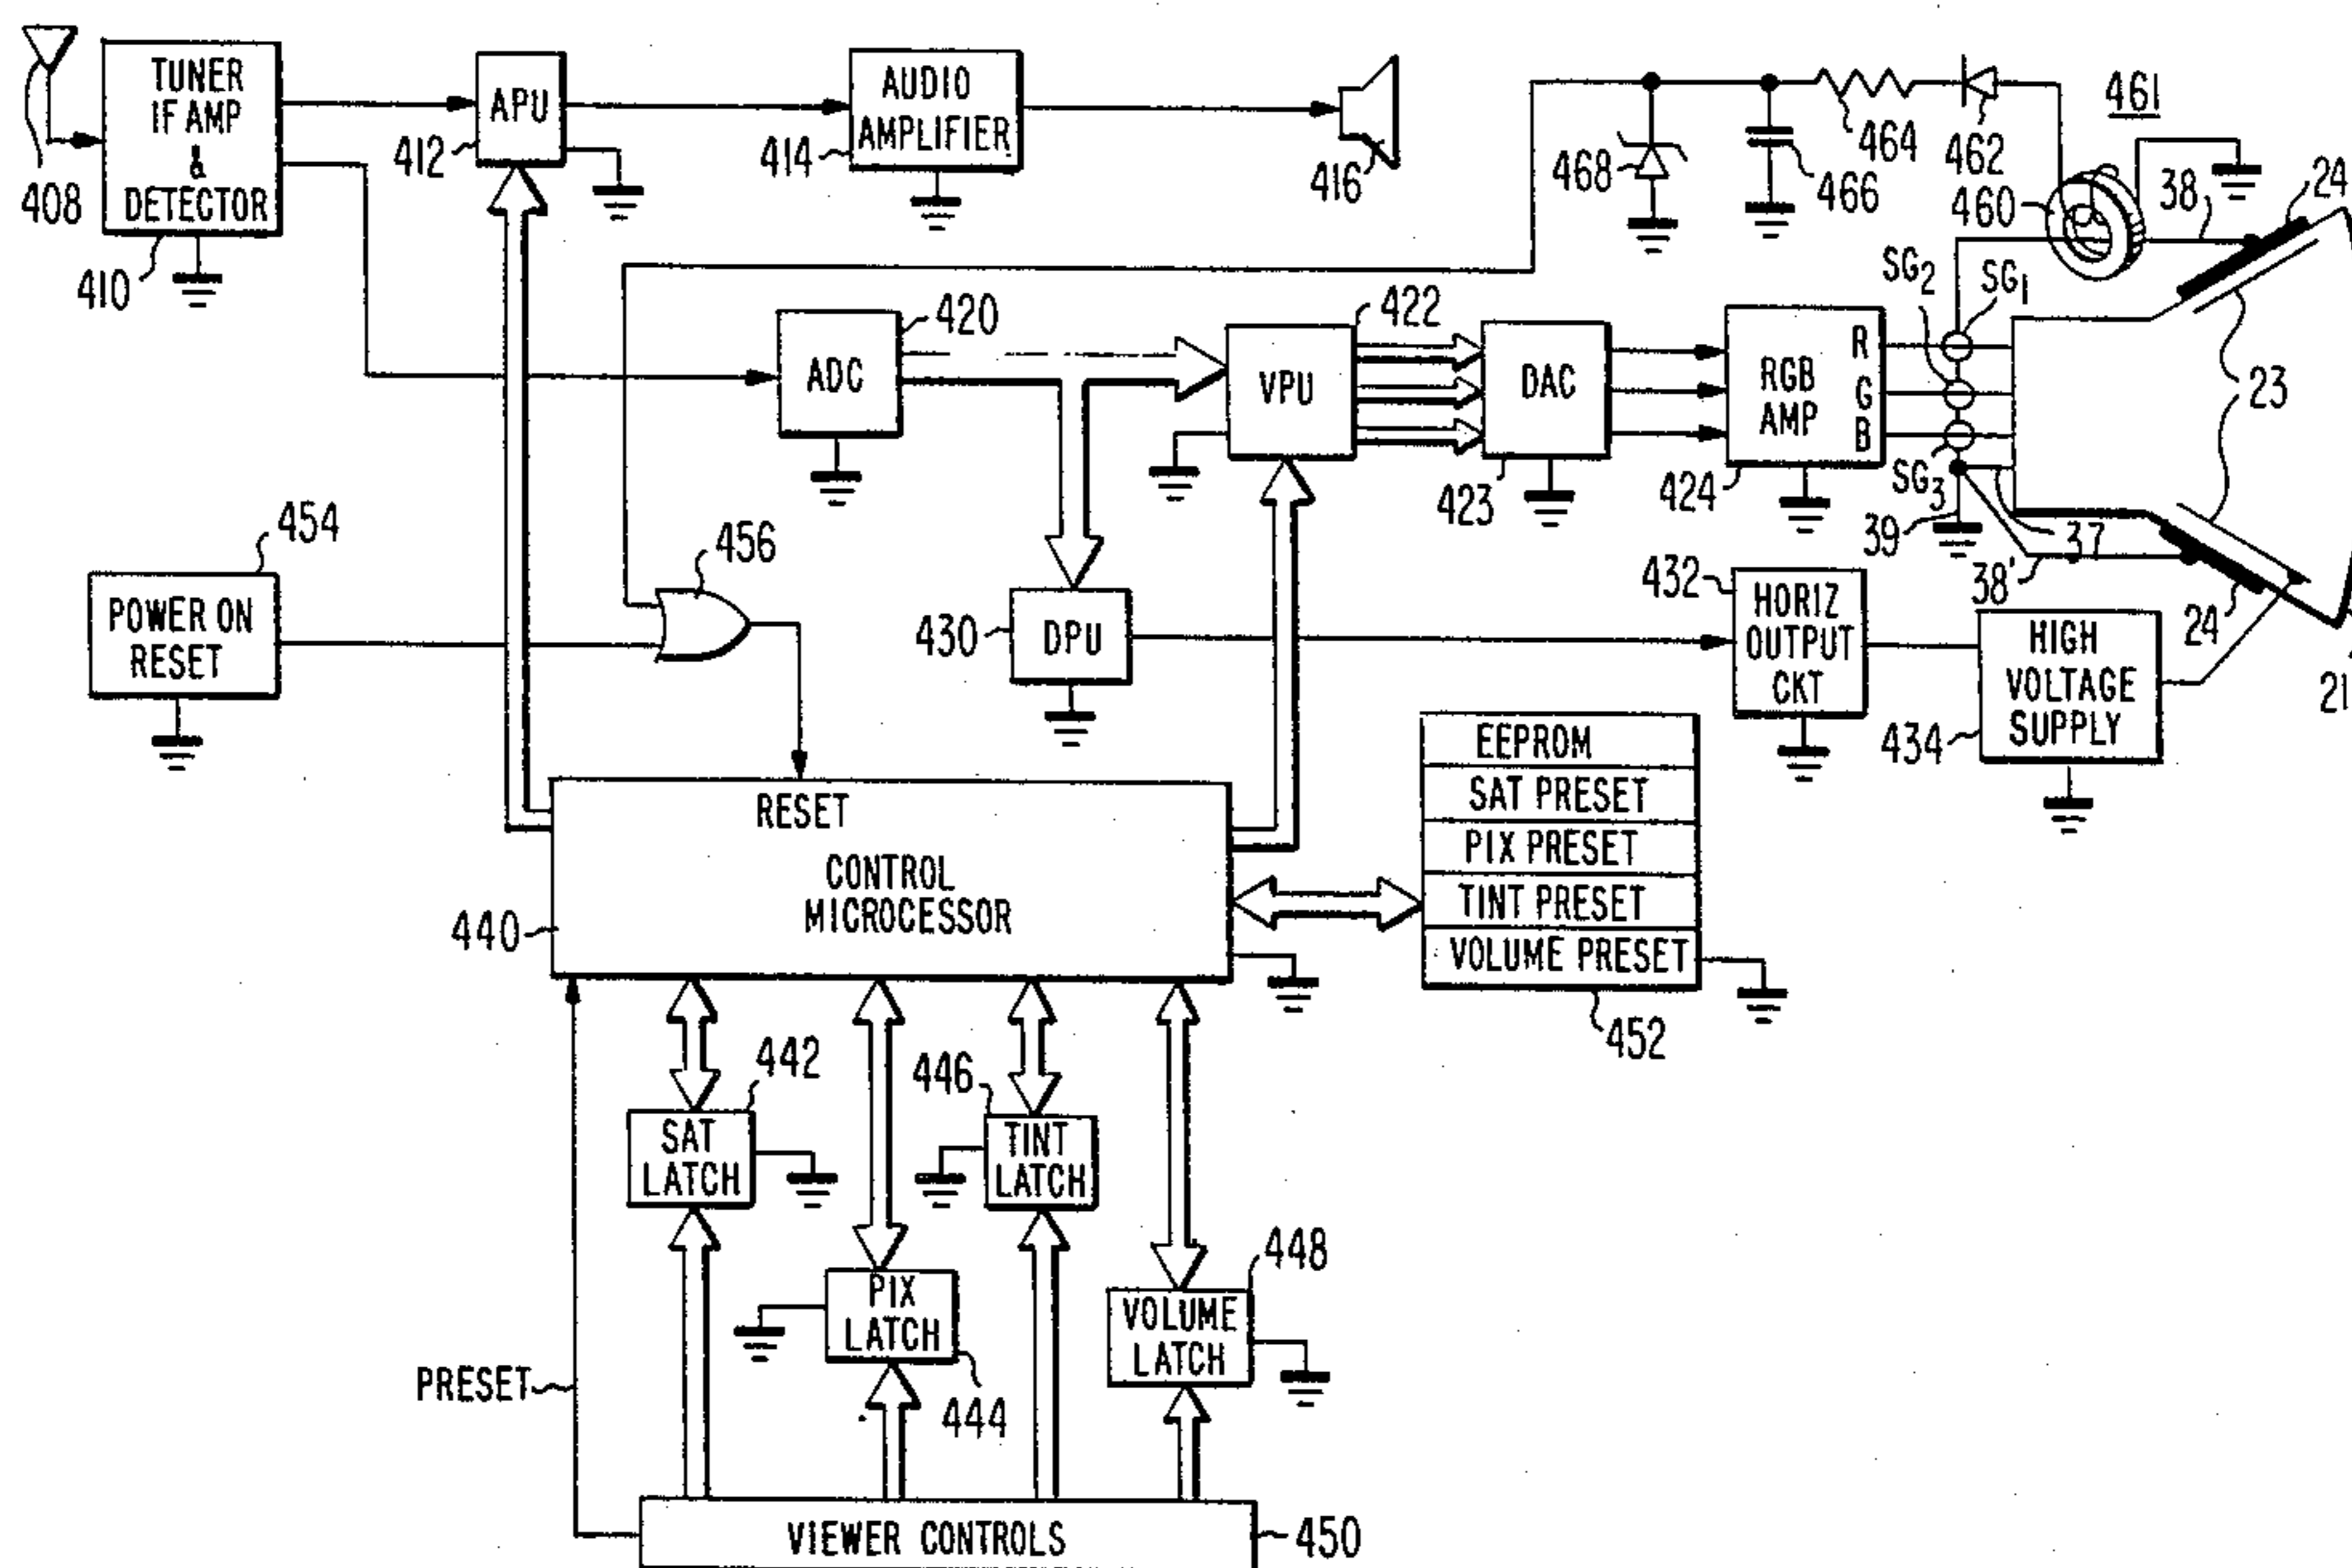 TUNER
IF AMP
&
DETECTOR
408
410
APU
412
AUDIO
AMPLIFIER
414
416
468
466
464
462
461
460
38
24
SG2
SG1
ADC
420
VPU
422
DAC
423
RGB
AMP
R
G
B
424
SG3
39
37
38'
23
24
21
POWER ON
RESET
454
456
430
DPU
432
HORIZ
OUTPUT
CKT
HIGH
VOLTAGE
SUPPLY
434
RESET
CONTROL
MICROCESSOR
440
EEPROM
SAT PRESET
PIX PRESET
TINT PRESET
VOLUME PRESET
452
442
SAT
LATCH
446
TINT
LATCH
PIX
LATCH
444
448
VOLUME
LATCH
PRESET
VIEWER CONTROLS
450